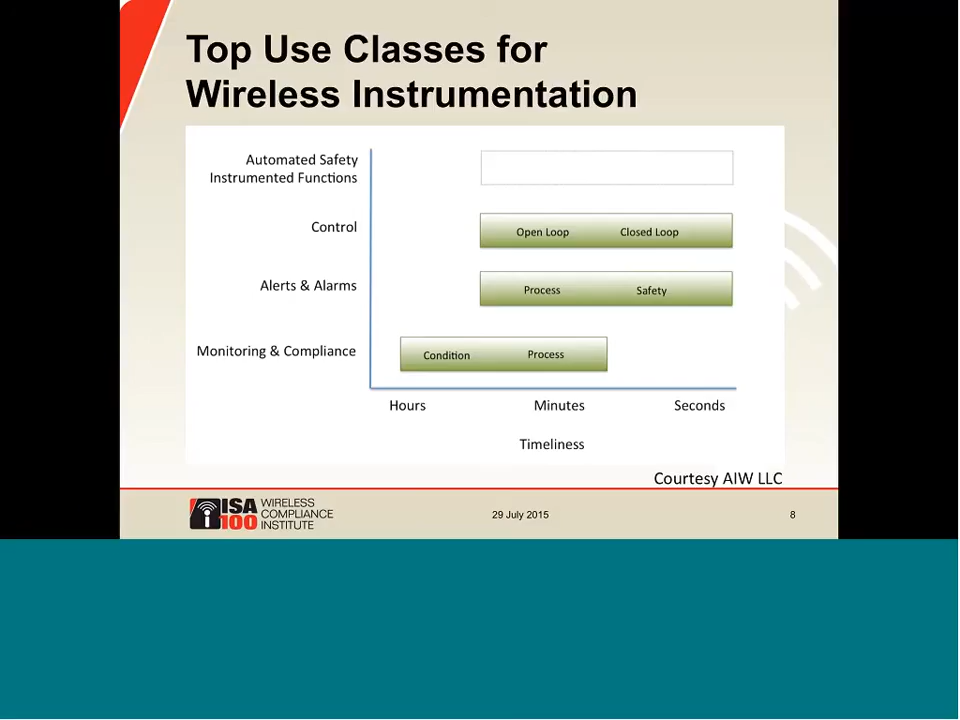 Top Use Classes for
Wireless Instrumentation
Automated Safety
Instrumented Functions
Control
Open Loop
Closed Loop
Alerts & Alarms
Process
Safety
Monitoring & Compliance
Condition
Process
Hours
Minutes
Seconds
Timeliness
Courtesy AIW LLC
ISA
100
WIRELESS
COMPLIANCE
INSTITUTE
29 July 2015
8